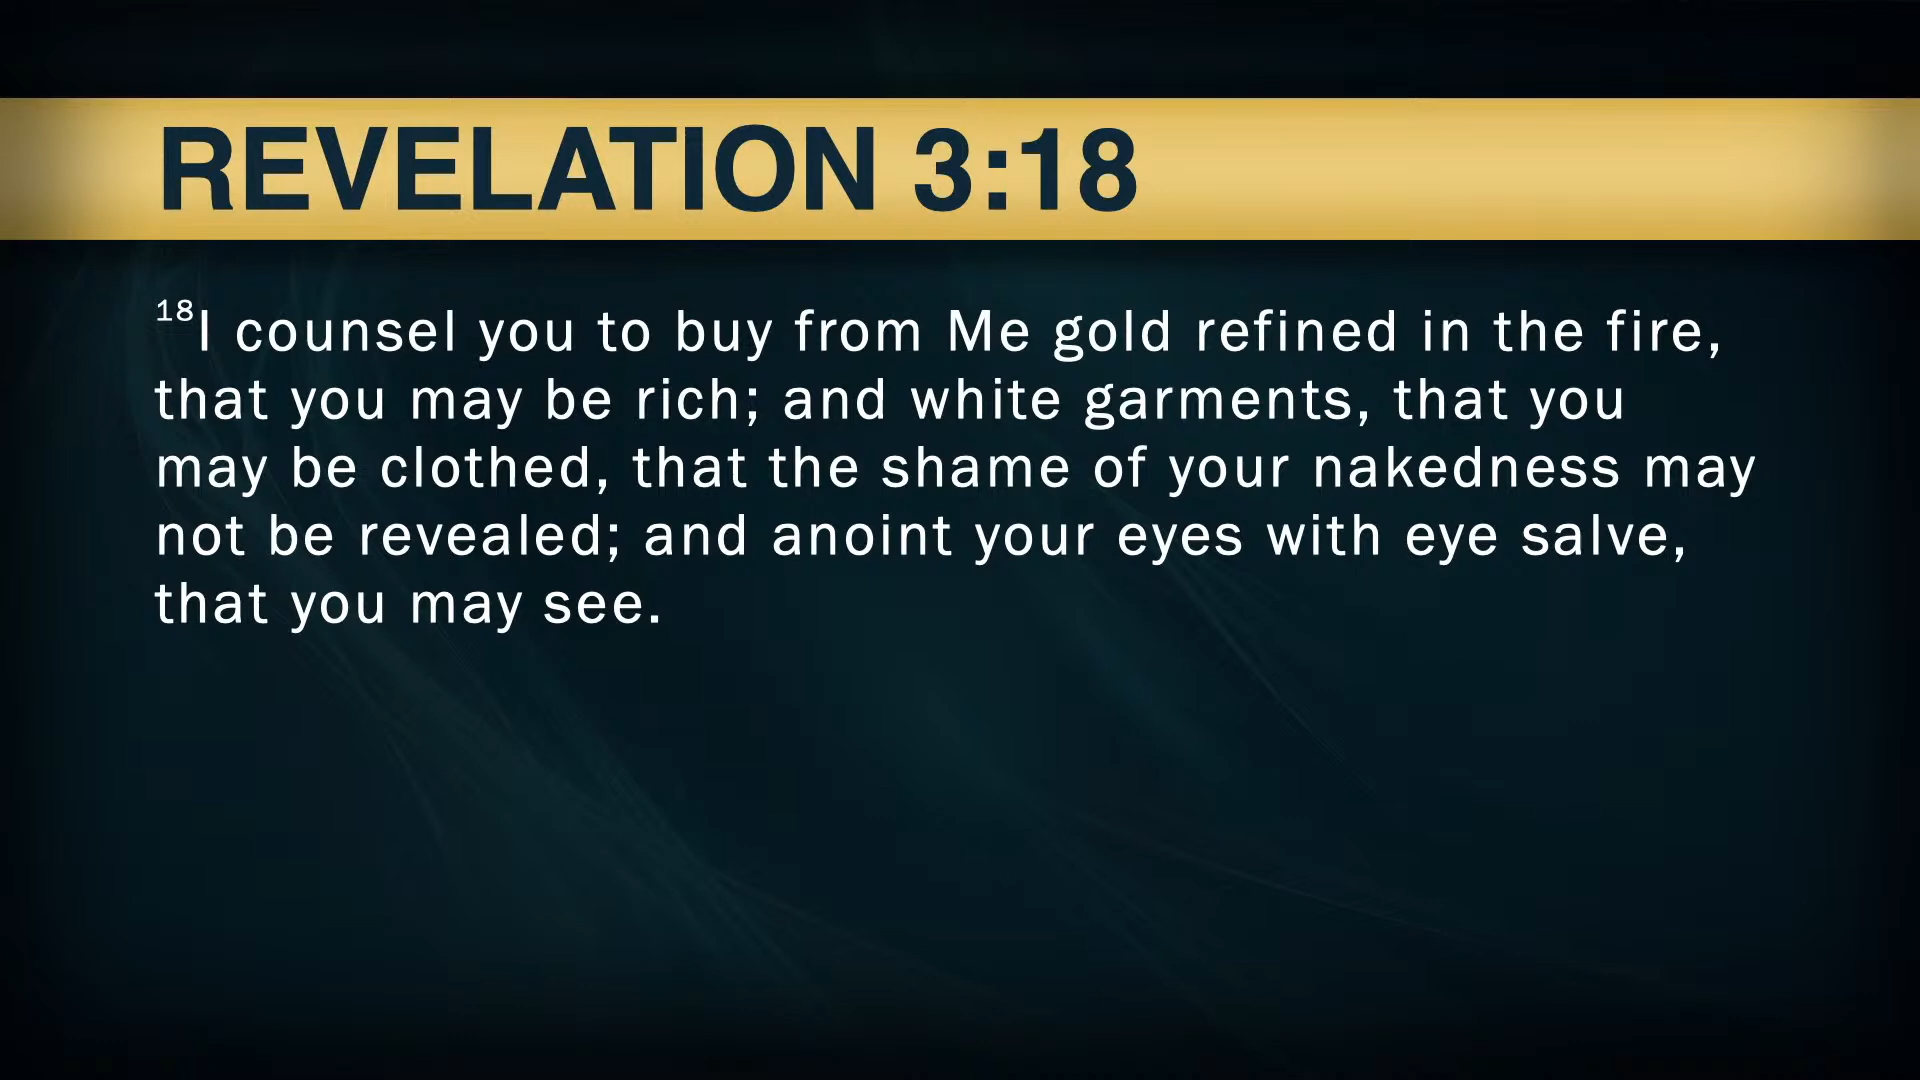 REVELATION 3:18
18I counsel you to buy from Me gold refined in the fire,
that you may be rich; and white garments, that you
may be clothed, that the shame of your nakedness may
not be revealed; and anoint your eyes with eye salve,
that you may see.